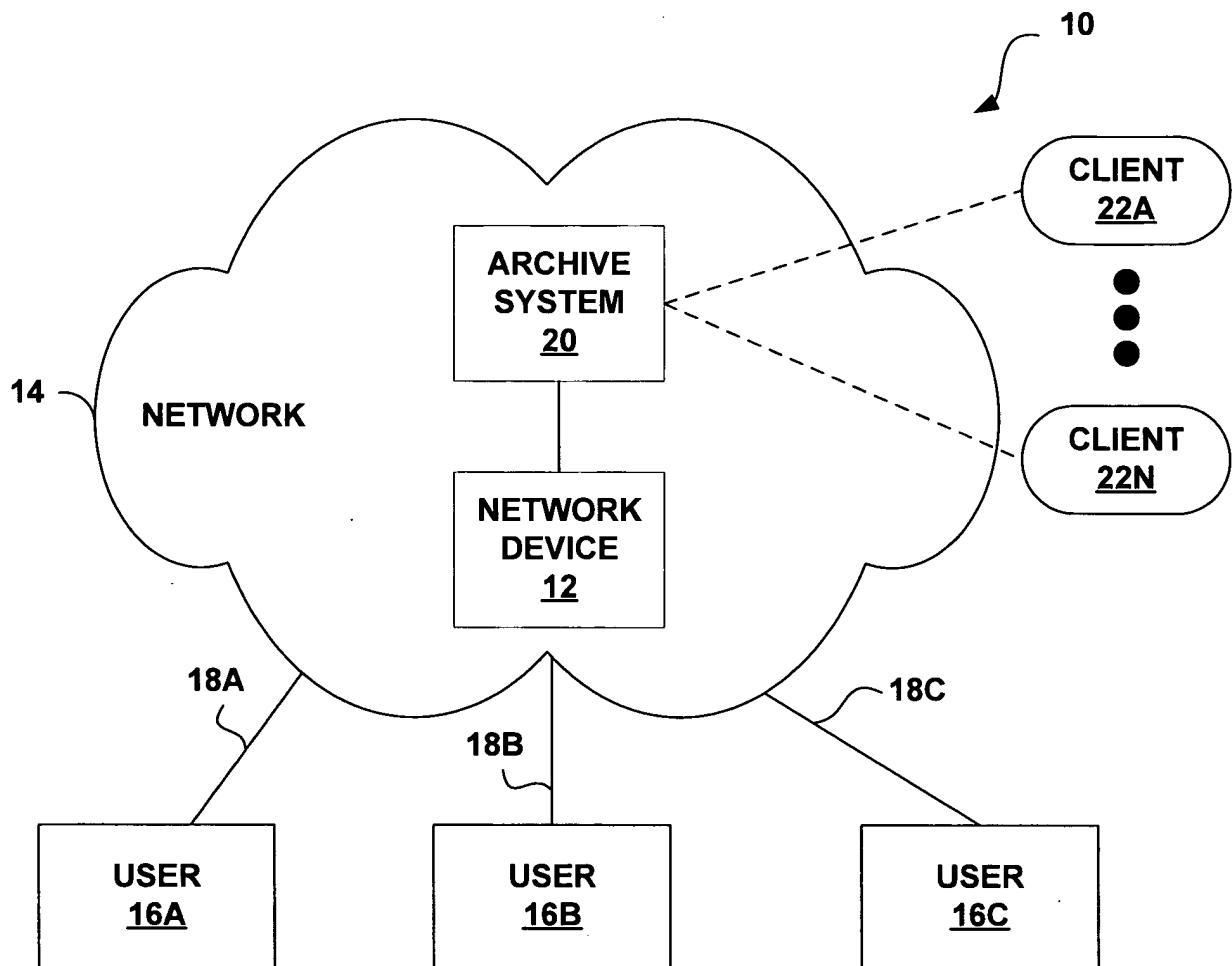 10
CLIENT
22A
ARCHIVE
SYSTEM
20
14
NETWORK
CLIENT
22N
NETWORK
DEVICE
12
18A
18B
18C
USER
16A
USER
16B
USER
16C